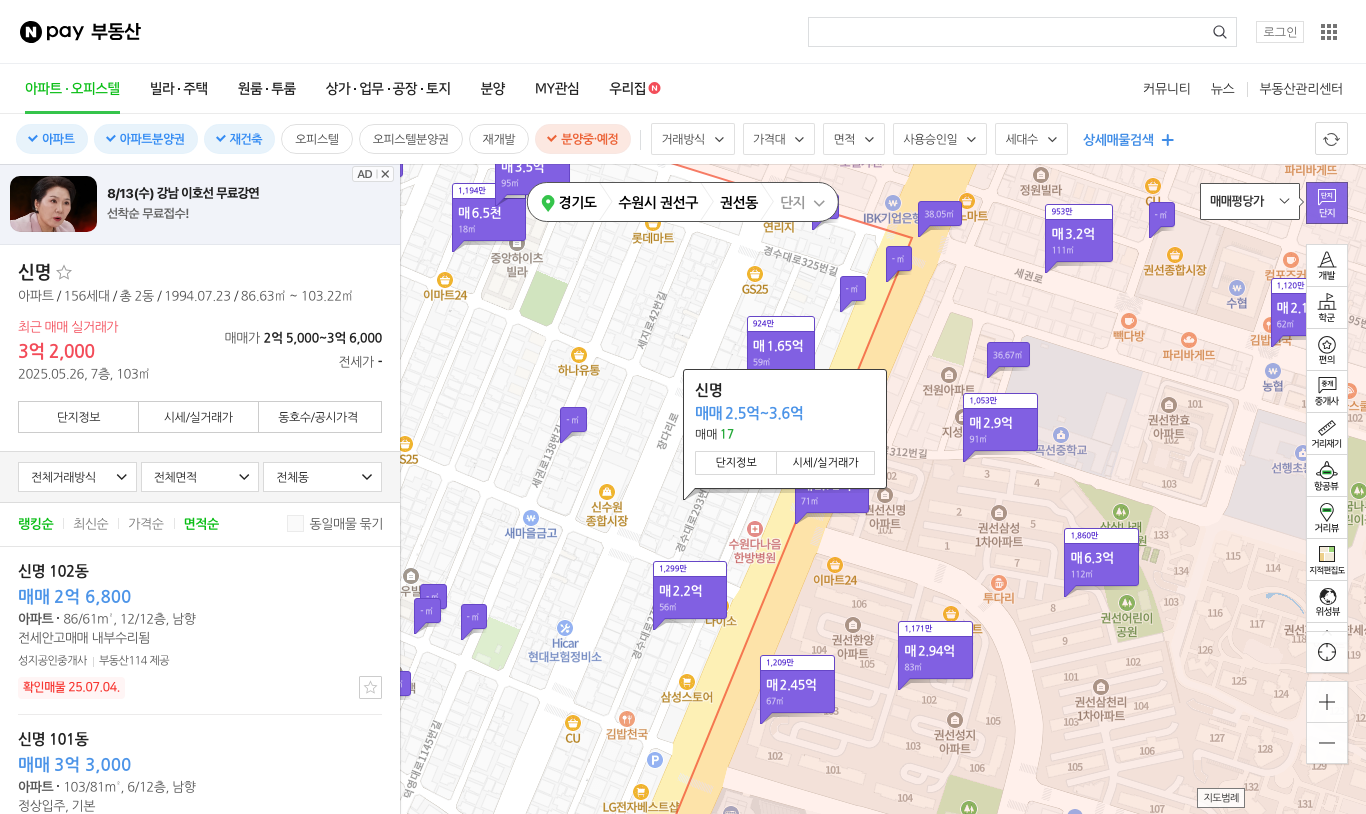 N pay 부동산
로그인
아파트 · 오피스텔
빌라 · 주택
원룸 · 투룸
상가 · 업무 · 공장 · 토지
분양
MY관심
우리집 N
커뮤니티
뉴스
부동산관리센터
아파트
아파트분양권
재건축
오피스텔
오피스텔분양권
재개발
분양중·예정
거래방식
가격대
면적
사용승인일
세대수
상세매물검색
8/13(수) 강남 이호선 무료강연
선착순 무료접수!
AD
신명
아파트 / 156세대 / 총 2동 / 1994.07.23 / 86.63㎡ ~ 103.22㎡
최근 매매 실거래가
3억 2,000
2025.05.26, 7층, 103㎡
매매가 2억 5,000~3억 6,000
전세가 -
단지정보
시세/실거래가
동호수/공시가격
전체거래방식
전체면적
전체동
랭킹순
최신순
가격순
면적순
동일매물 묶기
신명 102동
매매 2억 6,800
아파트 · 86/61m², 12/12층, 남향
전세안고매매 내부수리됨
성지공인중개사 | 부동산114 제공
확인매물 25.07.04.
신명 101동
매매 3억 3,000
아파트 · 103/81m², 6/12층, 남향
정상입주, 기본
경기도
수원시 권선구
권선동
단지
매매평당가
단지
단지
개발
학군
편의
중개
중개사
거리재기
항공뷰
거리뷰
지적편집도
위성뷰
지도범례
매3.5억
95㎡
1,194만
매6.5천
18㎡
중앙하이츠
빌라
롯데마트
연리지
IBK기업은행
38.05㎡
정원빌라
CU
파리바게뜨
953만
매3.2억
111㎡
- ㎡
- ㎡
- ㎡
경수대로325번길
세권로
권선종합시장
수협
1,120만
62㎡
이마트24
GS25
세지로42번길
924만
매1.65억
59㎡
하나유통
빽다방
파리바게뜨
36.67㎡
농협
신명
매매 2.5억~3.6억
매매 17
단지정보
시세/실거래가
전원아파트
1,053만
매2.9억
91㎡
곡선중학교
권선한효
아파트
- ㎡
세권로138번길
장다리로
경수대로293번
71㎡
권선신명
아파트
신수원
종합시장
새마을금고
수원다나음
한방병원
권선삼성
1차아파트
이마트24
1,860만
매6.3억
112㎡
1,299만
매2.2억
56㎡
투다리
권선어린이
공원
- ㎡
- ㎡
- ㎡
Hicar
현대보험정비소
권선한양
아파트
1,171만
매2.94억
83㎡
1,209만
매2.45억
67㎡
삼성스토어
CU
김밥천국
권선성지
아파트
권선삼천리
1차아파트
덕영대로1145번길
LG전자베스트샵